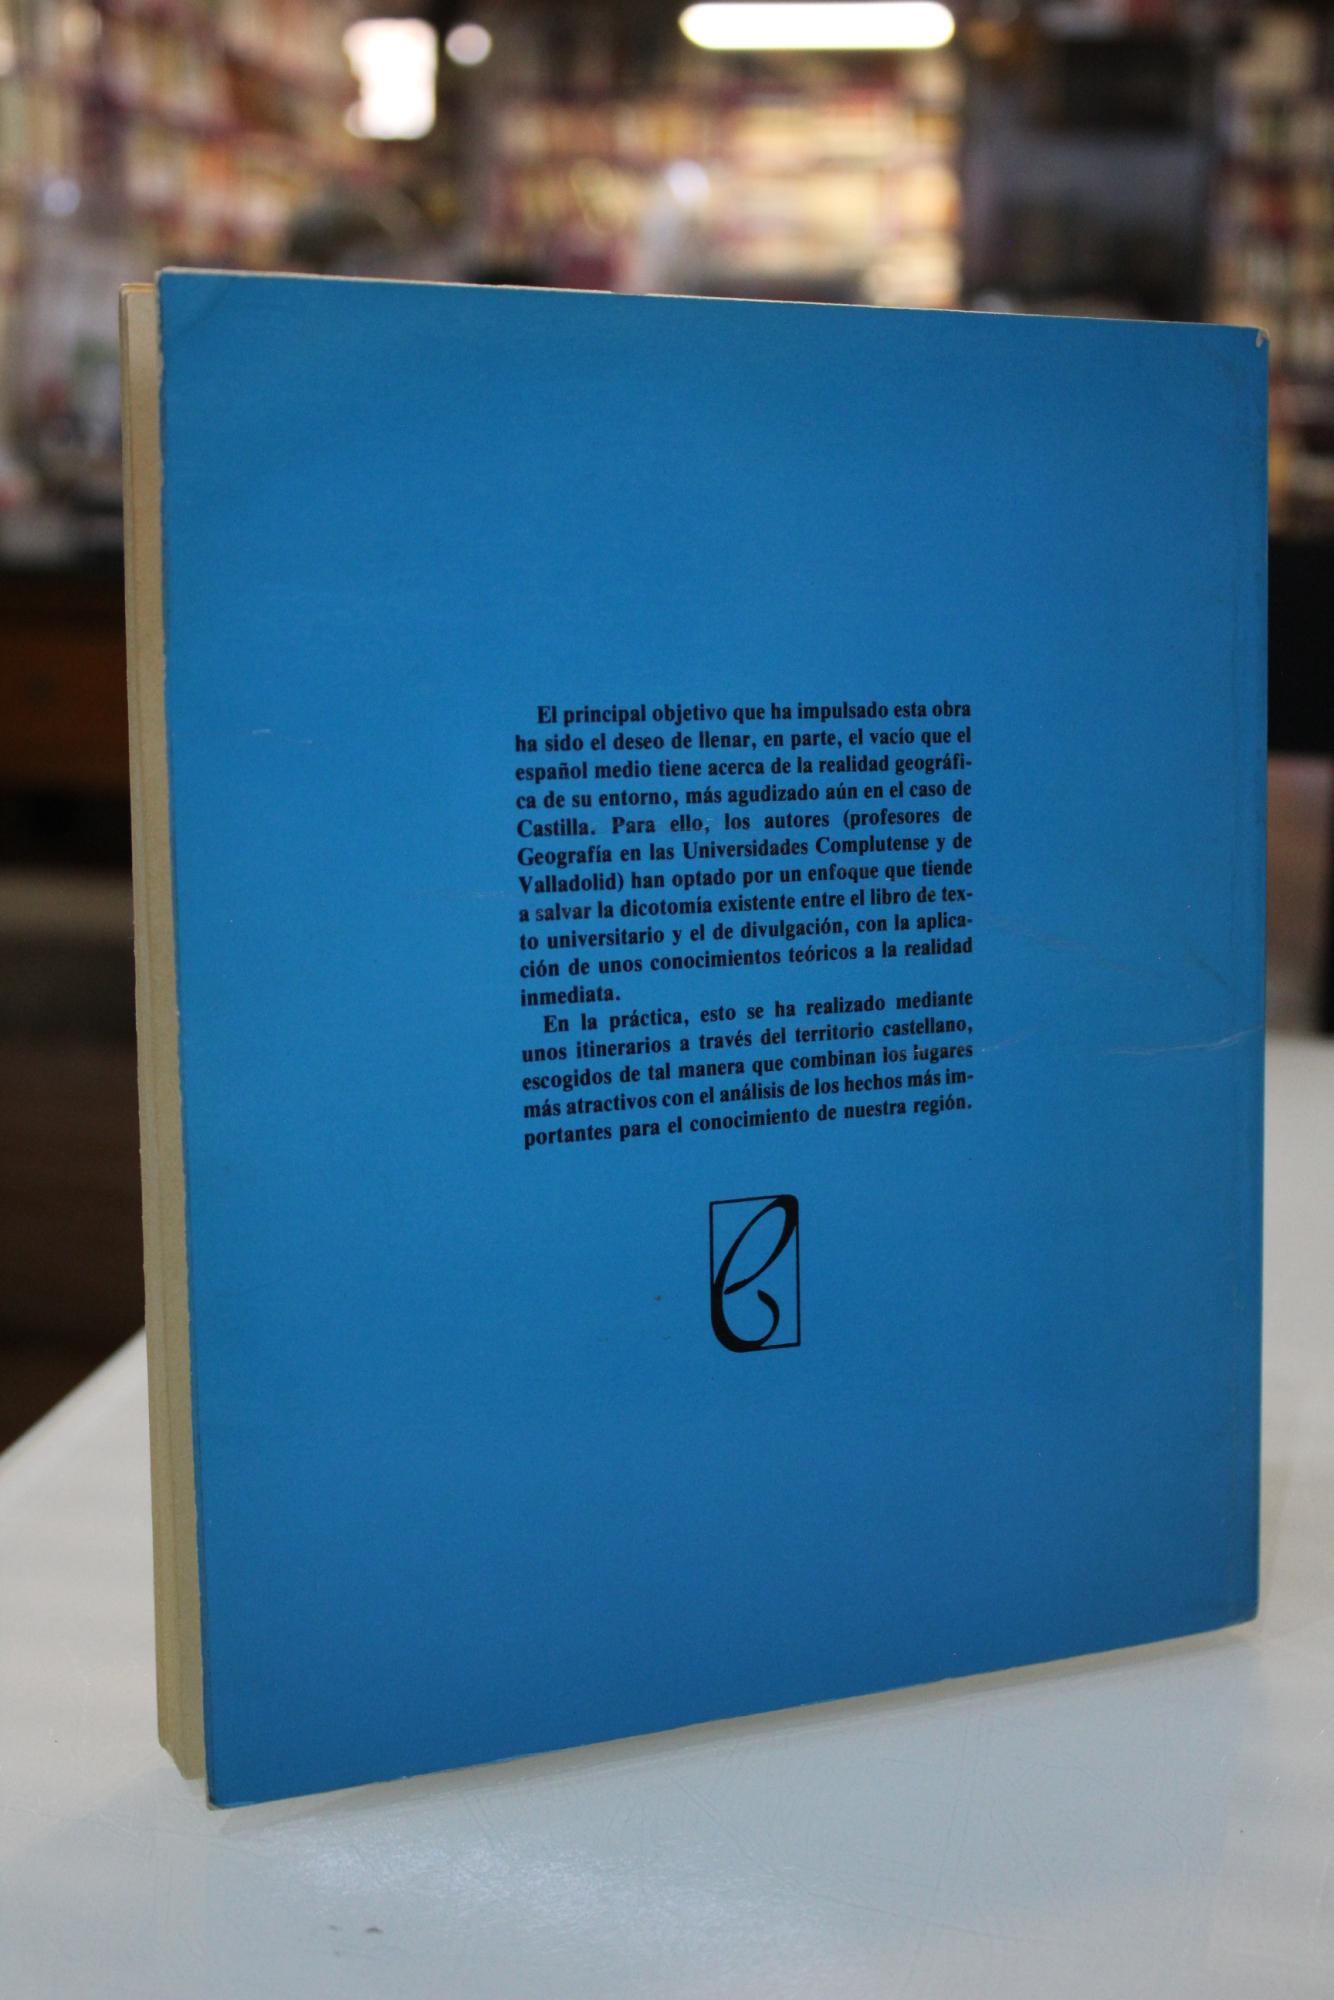 El principal objetivo que ha impulsado esta obra
ha sido el deseo de llenar, en parte, el vacío que el
español medio tiene acerca de la realidad geográfi-
ca de su entorno, más agudizado aún en el caso de
Castilla. Para ello, los autores (profesores de
Geografía en las Universidades Complutense y de
Valladolid) han optado por un enfoque que tiende
a salvar la dicotomía existente entre el libro de tex-
to universitario y el de divulgación, con la aplica-
ción de unos conocimientos teóricos a la realidad
inmediata.
En la práctica, esto se ha realizado mediante
unos itinerarios a través del territorio castellano,
escogidos de tal manera que combinan los lugares
más atractivos con el análisis de los hechos más im-
portantes para el conocimiento de nuestra región.